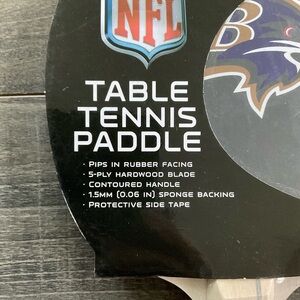 NFL
B
TABLE
TENNIS
PADDLE
• PIPS IN RUBBER FACING
• 5-PLY HARDWOOD BLADE
• CONTOURED HANDLE
• 1.5MM (0.06 IN) SPONGE BACKING
• PROTECTIVE SIDE TAPE